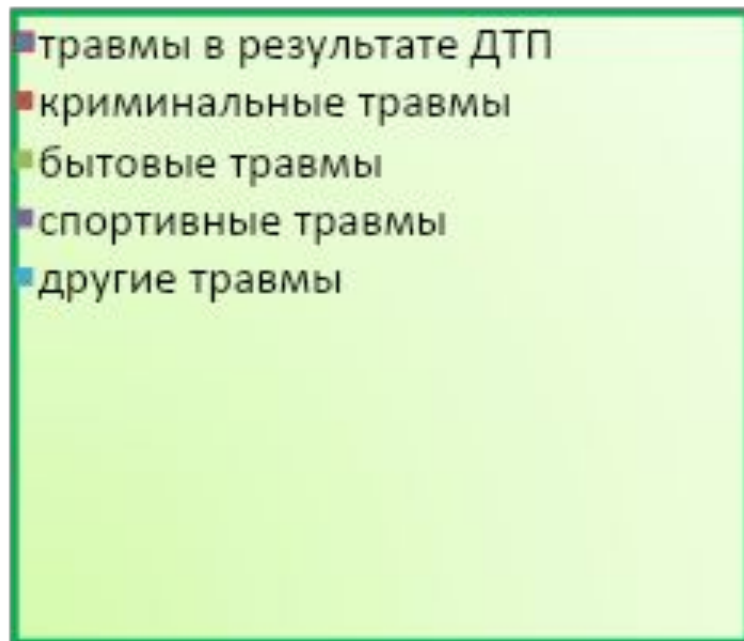 травмы в результате ДТП
криминальные травмы
бытовые травмы
спортивные травмы
другие травмы